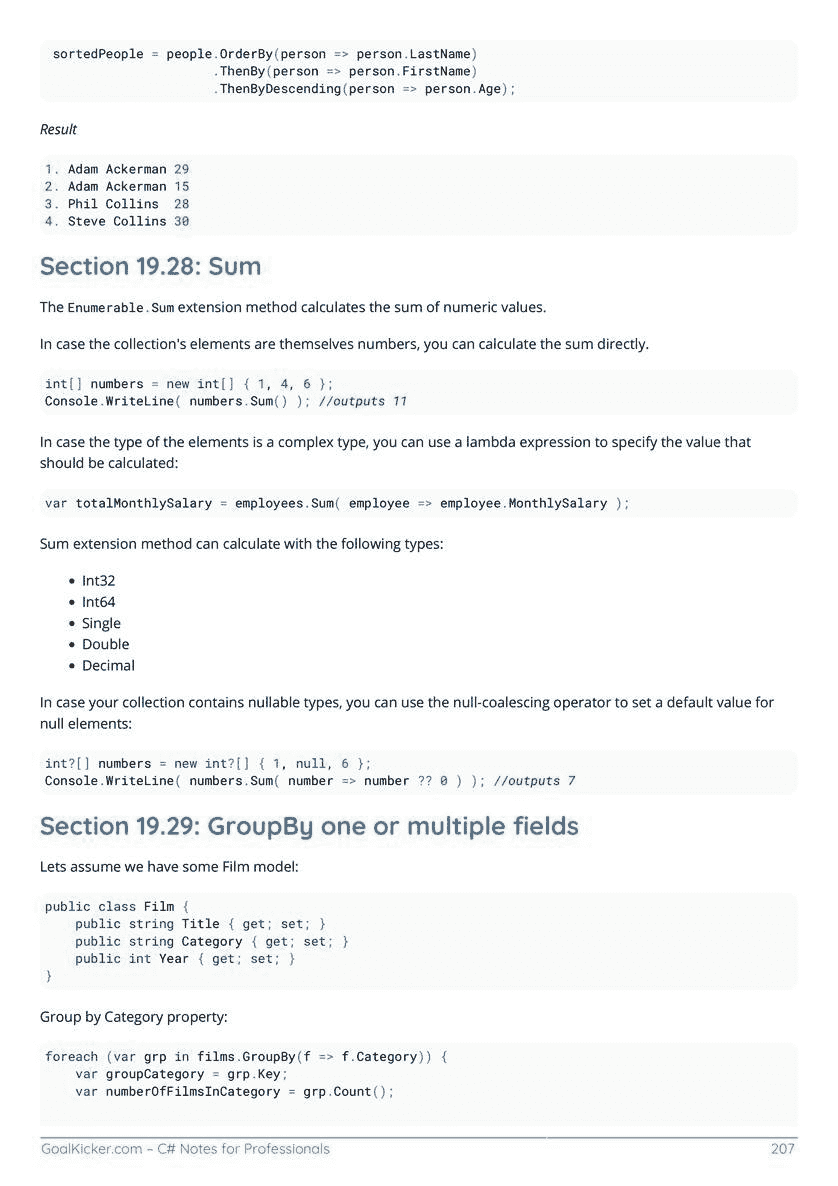 sortedPeople = people.OrderBy(person => person.LastName)
.ThenBy(person => person.FirstName)
.ThenByDescending(person => person.Age);
Result
1. Adam Ackerman 29
2. Adam Ackerman 15
3. Phil Collins  28
4. Steve Collins 30
Section 19.28: Sum
The Enumerable.Sum extension method calculates the sum of numeric values.
In case the collection's elements are themselves numbers, you can calculate the sum directly.
int[] numbers = new int[] { 1, 4, 6 };
Console.WriteLine( numbers.Sum() ); //outputs 11
In case the type of the elements is a complex type, you can use a lambda expression to specify the value that
should be calculated:
var totalMonthlySalary = employees.Sum( employee => employee.MonthlySalary );
Sum extension method can calculate with the following types:
• Int32
• Int64
• Single
• Double
• Decimal
In case your collection contains nullable types, you can use the null-coalescing operator to set a default value for
null elements:
int?[] numbers = new int?[] { 1, null, 6 };
Console.WriteLine( numbers.Sum( number => number ?? 0 ) ); //outputs 7
Section 19.29: GroupBy one or multiple fields
Lets assume we have some Film model:
public class Film {
    public string Title { get; set; }
    public string Category { get; set; }
    public int Year { get; set; }
}
Group by Category property:
foreach (var grp in films.GroupBy(f => f.Category)) {
    var groupCategory = grp.Key;
    var numberOfFilmsInCategory = grp.Count();
GoalKicker.com – C# Notes for Professionals
207